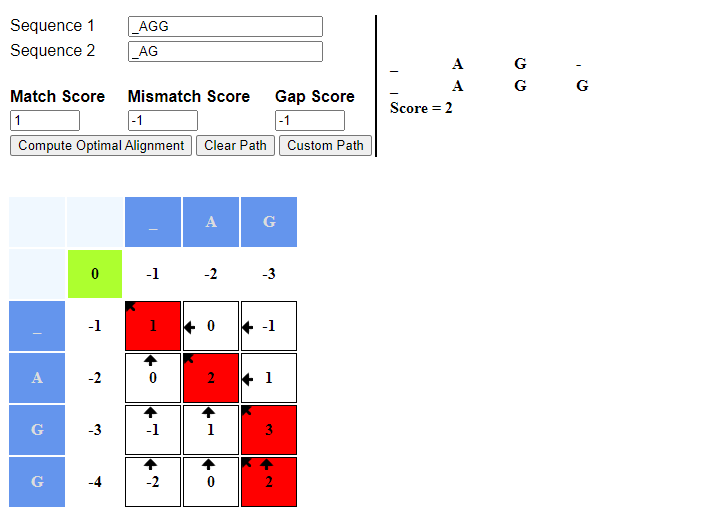 Sequence 1 _AGG
Sequence 2 _AG
Match Score Mismatch Score Gap Score
1 -1 -1
Compute Optimal Alignment Clear Path Custom Path
_ A G -
_ A G G
Score = 2
_ A G
0 -1 -2 -3
_ -1 1 0 -1
A -2 0 2 1
G -3 -1 1 3
G -4 -2 0 2